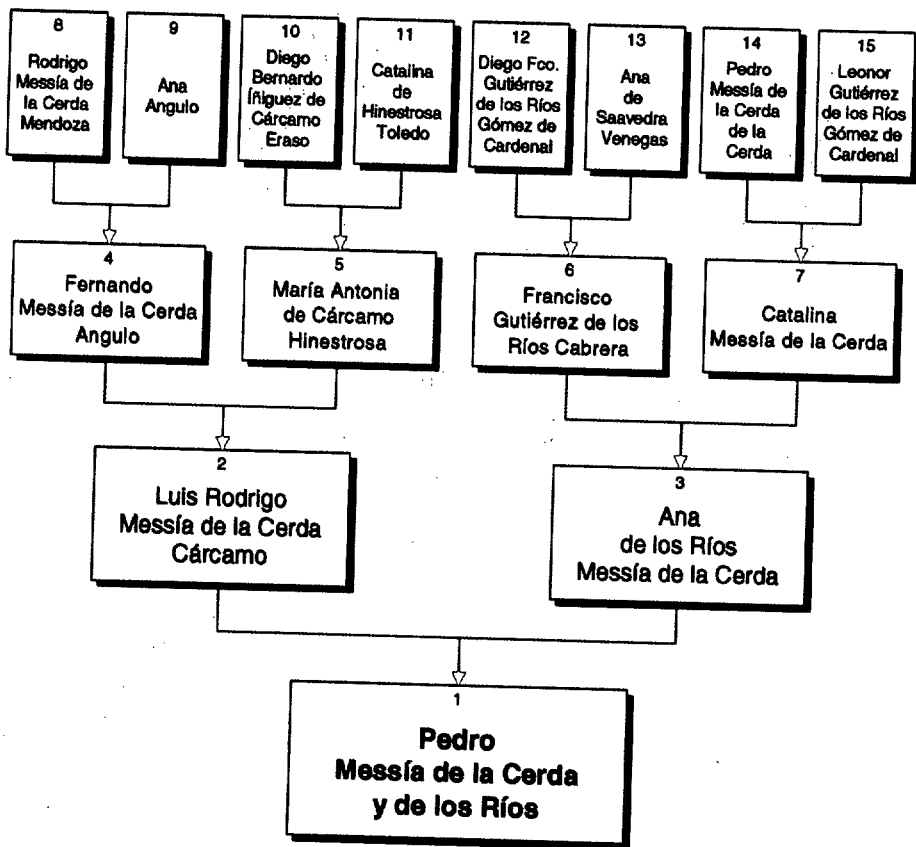 8
Rodrigo
Messía de
la Cerda
Mendoza
9
Ana
Angulo
10
Diego
Bernardo
Íñiguez de
Cárcamo
Eraso
11
Catalina
de
Hinestrosa
Toledo
12
Diego Fco.
Gutiérrez
de los Ríos
Gómez de
Cardenal
13
Ana
de
Saavedra
Venegas
14
Pedro
Messía de
la Cerda
de la
Cerda
15
Leonor
Gutiérrez
de los Ríos
Gómez de
Cardenal
4
Fernando
Messía de la Cerda
Angulo
5
María Antonia
de Cárcamo
Hinestrosa
6
Francisco
Gutiérrez de los
Ríos Cabrera
7
Catalina
Messía de la Cerda
2
Luis Rodrigo
Messía de la Cerda
Cárcamo
3
Ana
de los Ríos
Messía de la Cerda
1
Pedro
Messía de la Cerda
y de los Ríos